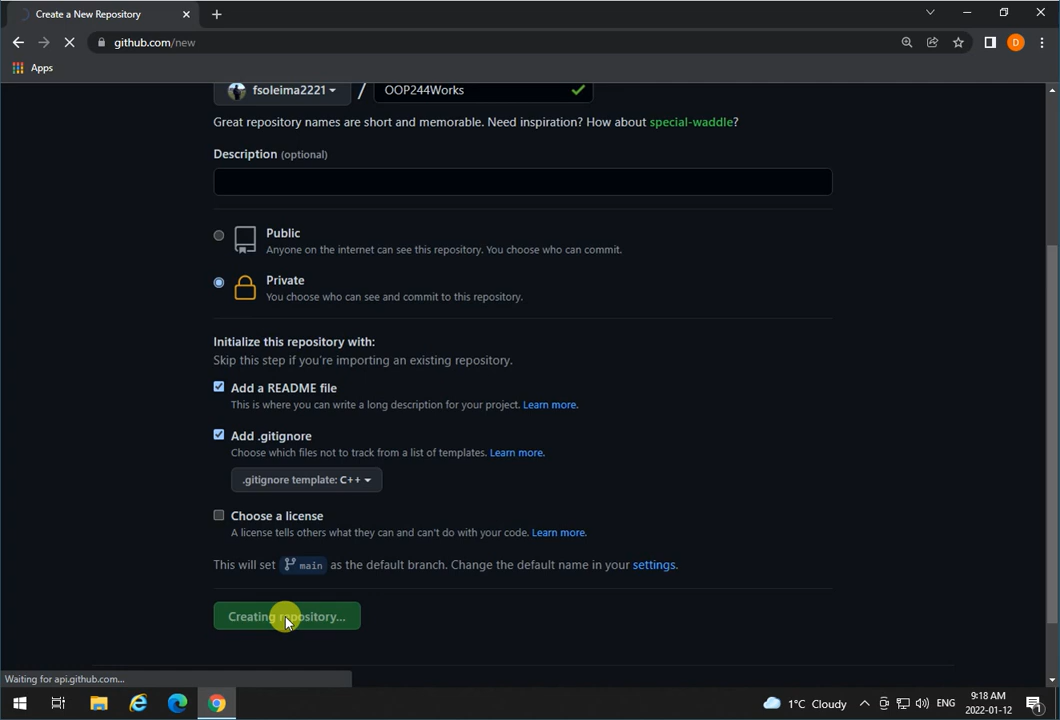 Create a New Repository
github.com/new
D
Apps
fsoleima2221 / OOP244Works
Great repository names are short and memorable. Need inspiration? How about special-waddle?
Description (optional)
Public
Anyone on the internet can see this repository. You choose who can commit.
Private
You choose who can see and commit to this repository.
Initialize this repository with:
Skip this step if you're importing an existing repository.
Add a README file
This is where you can write a long description for your project. Learn more.
Add .gitignore
Choose which files not to track from a list of templates. Learn more.
.gitignore template: C++
Choose a license
A license tells others what they can and can't do with your code. Learn more.
This will set main as the default branch. Change the default name in your settings.
Creating repository...
Waiting for api.github.com...
1°C Cloudy
ENG
9:18 AM
2022-01-12
1